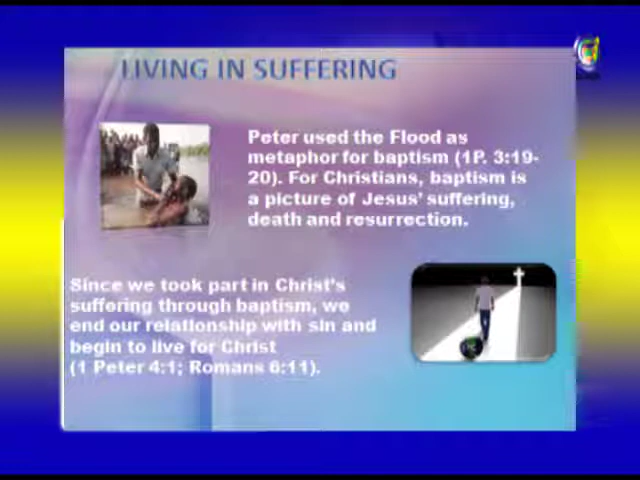 LIVING IN SUFFERING
Peter used the Flood as
metaphor for baptism (1P. 3:19-
20). For Christians, baptism is
a picture of Jesus' suffering,
death and resurrection.
Since we took part in Christ's
suffering through baptism, we
end our relationship with sin and
begin to live for Christ
(1 Peter 4:1; Romans 6:11).